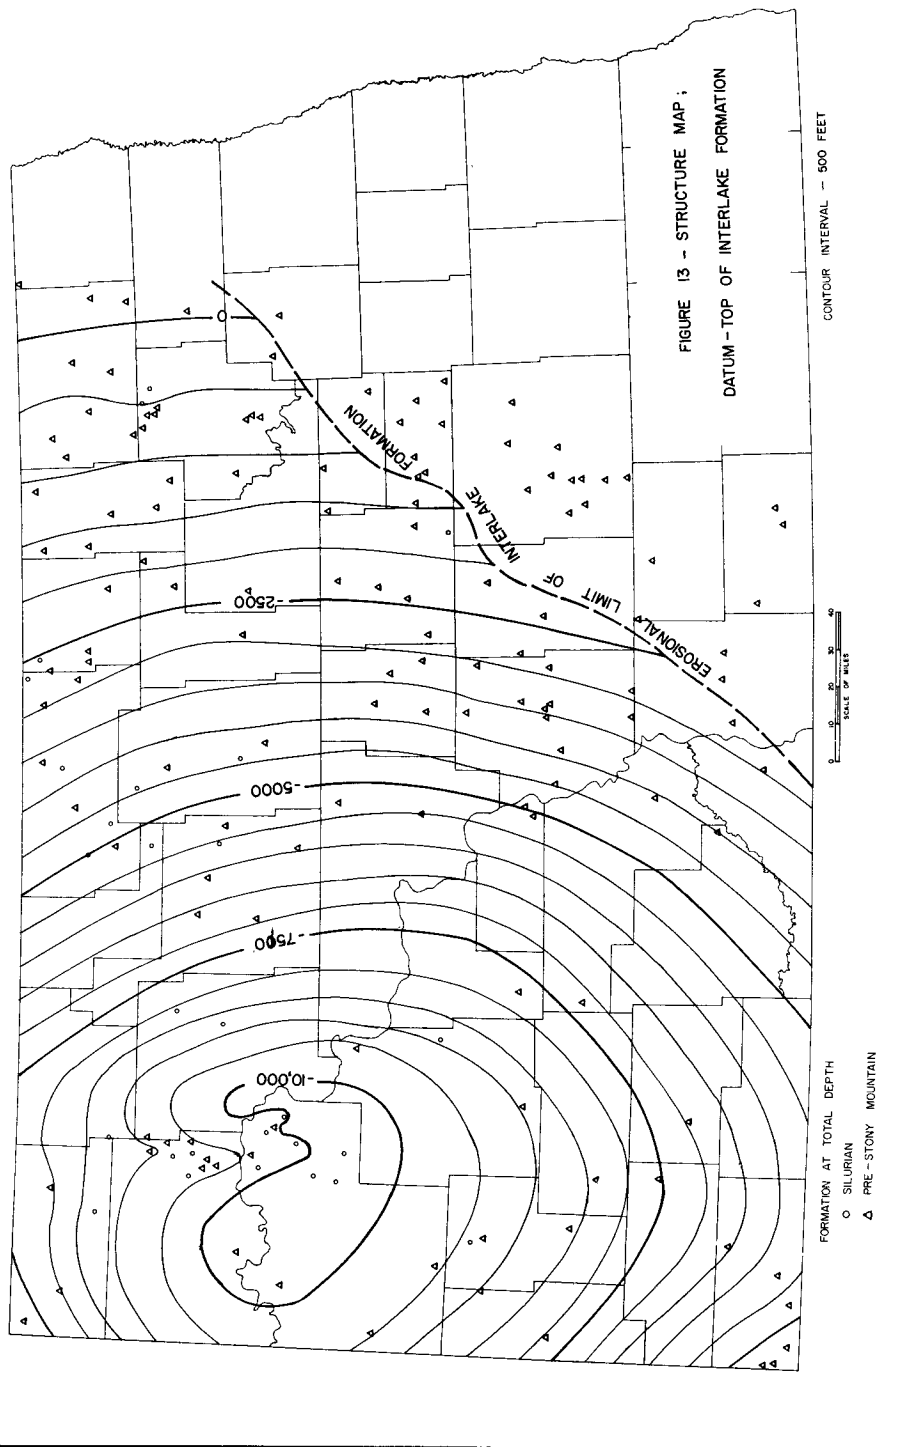 FIGURE 13 – STRUCTURE MAP;
DATUM – TOP OF INTERLAKE FORMATION
CONTOUR INTERVAL – 500 FEET
0
-2500
-5000
-7500
-10,000
EROSIONAL LIMIT OF INTERLAKE FORMATION
0 10 20 30 40
SCALE OF MILES
FORMATION AT TOTAL DEPTH
○ SILURIAN
△ PRE-STONY MOUNTAIN